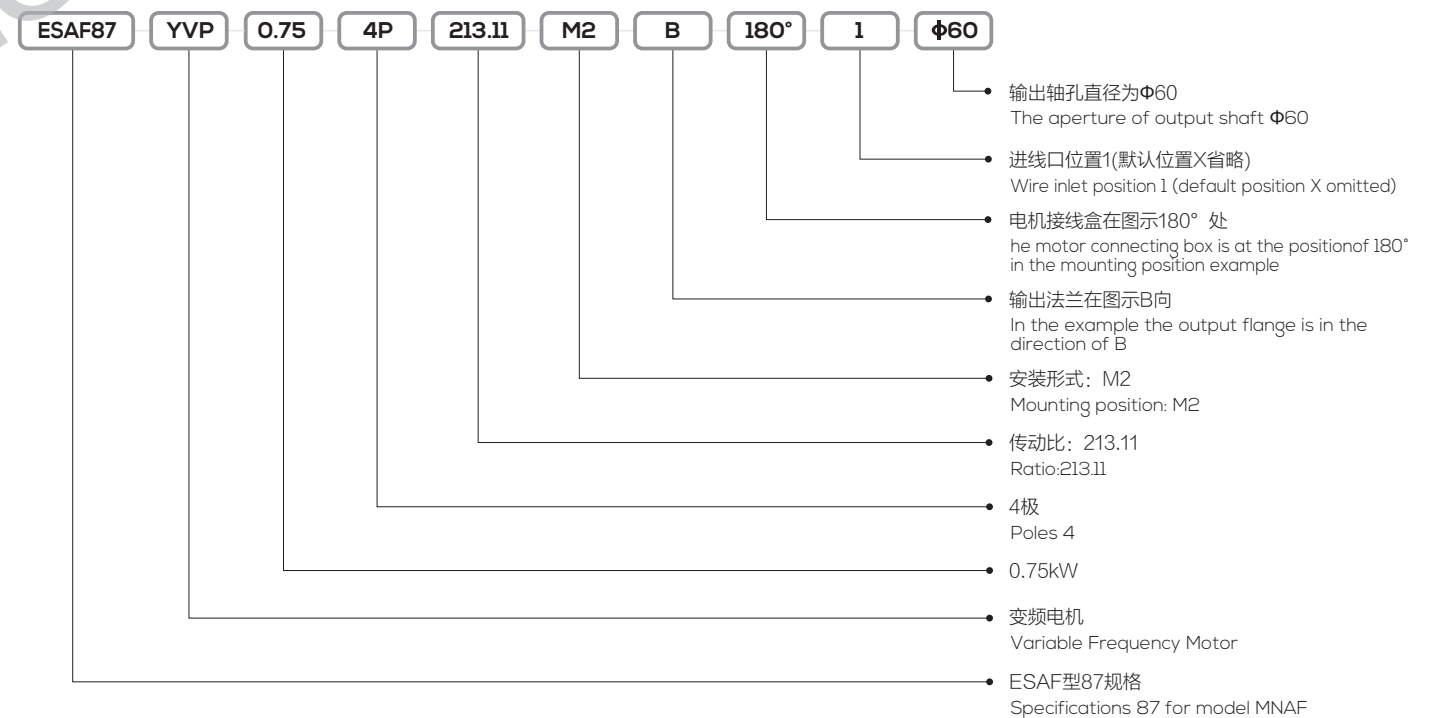 ESAF87 YVP 0.75 4P 213.11 M2 B 180° 1 Φ60
输出轴孔直径为Φ60
The aperture of output shaft Φ60
进线口位置1(默认位置X省略)
Wire inlet position 1 (default position X omitted)
电机接线盒在图示180°处
he motor connecting box is at the positionof 180°
in the mounting position example
输出法兰在图示B向
In the example the output flange is in the
direction of B
安装形式：M2
Mounting position: M2
传动比：213.11
Ratio:213.11
4极
Poles 4
0.75kW
变频电机
Variable Frequency Motor
ESAF型87规格
Specifications 87 for model MNAF